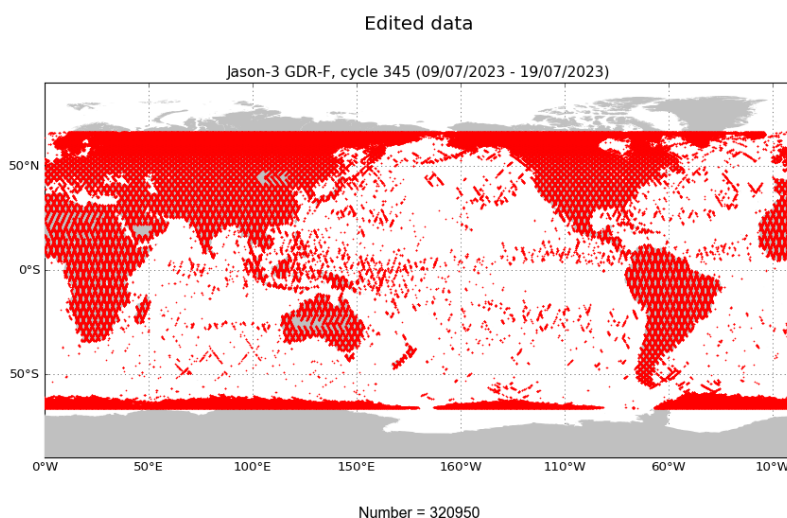 Edited data
Jason-3 GDR-F, cycle 345 (09/07/2023 - 19/07/2023)
50°N
0°S
50°S
0°W 50°E 100°E 150°E 160°W 110°W 60°W 10°W
Number = 320950